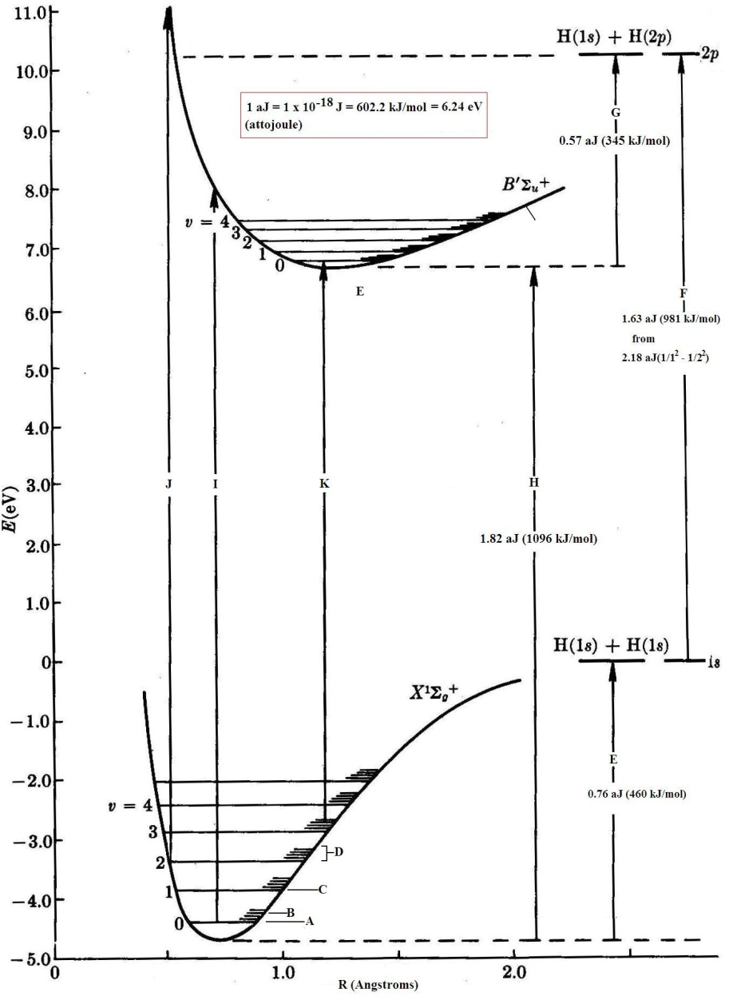 11.0
H(1s) + H(2p)
2p
10.0
1 aJ = 1 x 10⁻¹⁸ J = 602.2 kJ/mol = 6.24 eV
(attojoule)
G
0.57 aJ (345 kJ/mol)
9.0
B′Σu⁺
8.0
v = 4
3
2
1
0
7.0
E
F
6.0
1.63 aJ (981 kJ/mol)
from
2.18 aJ(1/1² - 1/2²)
5.0
4.0
J
I
K
H
3.0
E(eV)
1.82 aJ (1096 kJ/mol)
2.0
1.0
H(1s) + H(1s)
0
1s
X¹Σg⁺
−1.0
E
−2.0
0.76 aJ (460 kJ/mol)
v = 4
3
−3.0
D
2
1
C
−4.0
B
0
A
−5.0
0
1.0
2.0
R (Angstroms)